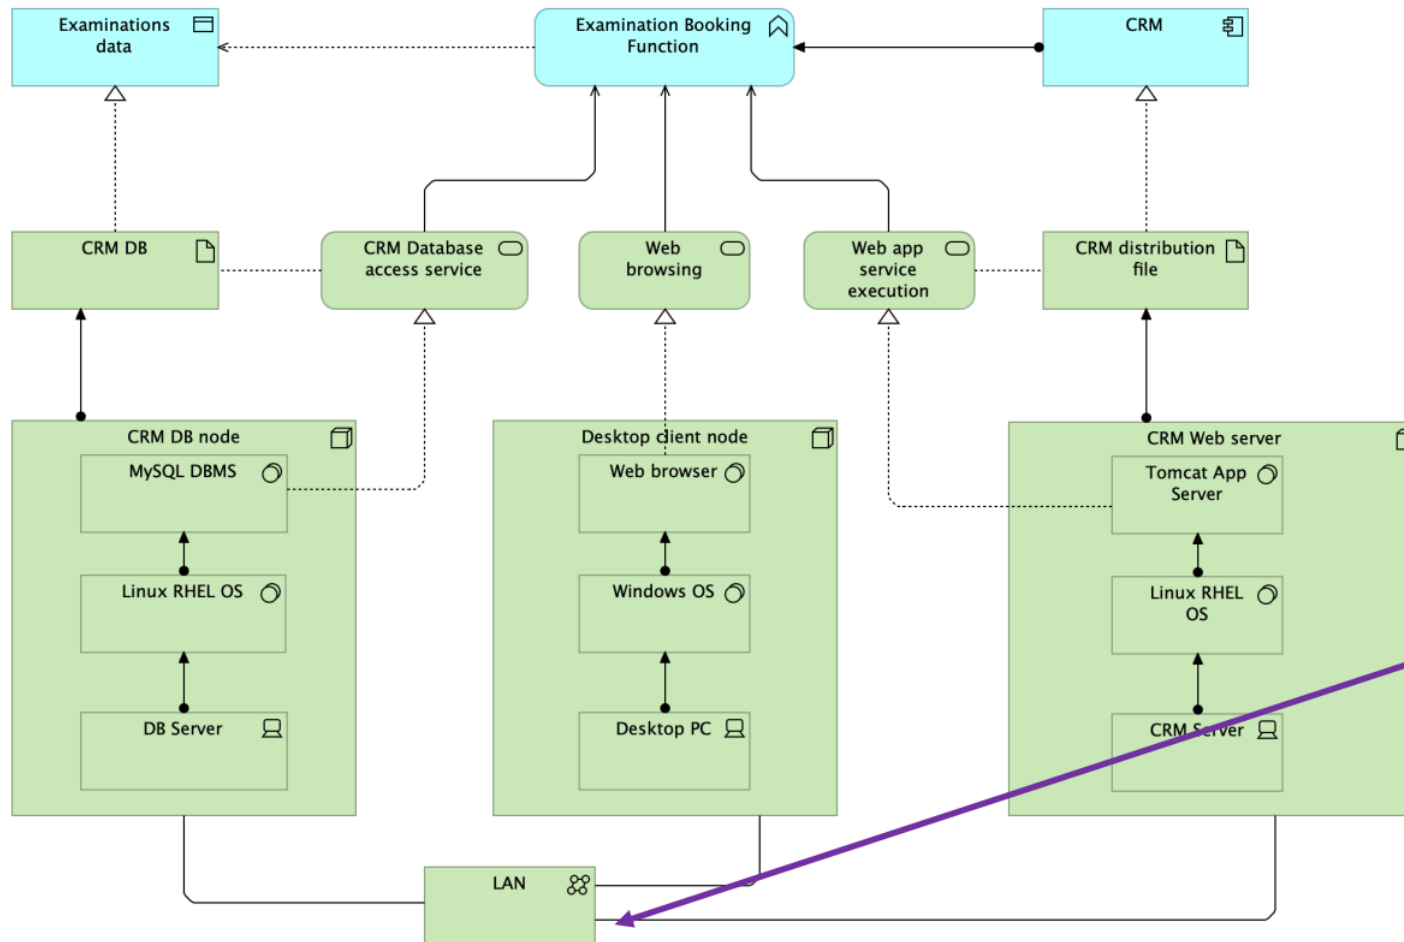 Examinations
data
Examination Booking
Function
CRM
CRM DB
CRM Database
access service
Web
browsing
Web app
service
execution
CRM distribution
file
CRM DB node
MySQL DBMS
Linux RHEL OS
DB Server
Desktop client node
Web browser
Windows OS
Desktop PC
CRM Web server
Tomcat App
Server
Linux RHEL
OS
CRM Server
LAN